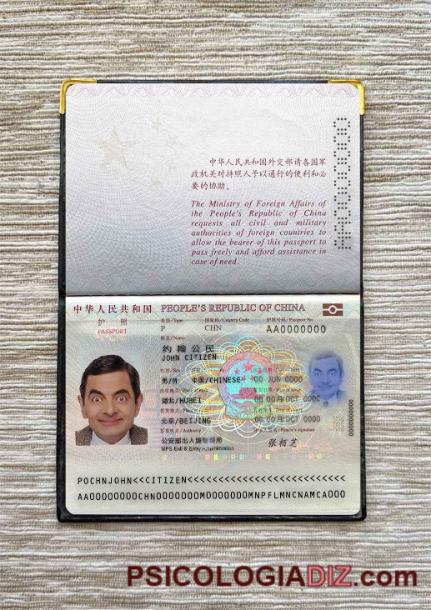 中华人民共和国外交部请各国军
政机关对持照人予以通行的便利和必
要的协助。
The Ministry of Foreign Affairs of
the People's Republic of China
requests all civil and military
authorities of foreign countries to
allow the bearer of this passport to
pass freely and afford assistance in
case of need.
中华人民共和国 PEOPLE'S REPUBLIC OF CHINA
护 照
PASSPORT
P CHN AA0000000
约翰公民
JOHN CITIZEN
男/M 中国/CHINESE 00 JUN 0000
湖北/HUBEI 00 OCT 0000
北京/BEIJING 00 OCT 0000
公安部出入境管理局
MPS Exit & Entry
POCHNJOHN<<CITIZEN<<<<<<<<<<<<<<<<<<<<<<<<<<
AA00000000CHN0000000M0000000MNPFLMNCNAMCA000
PSICOLOGIADIZ.com